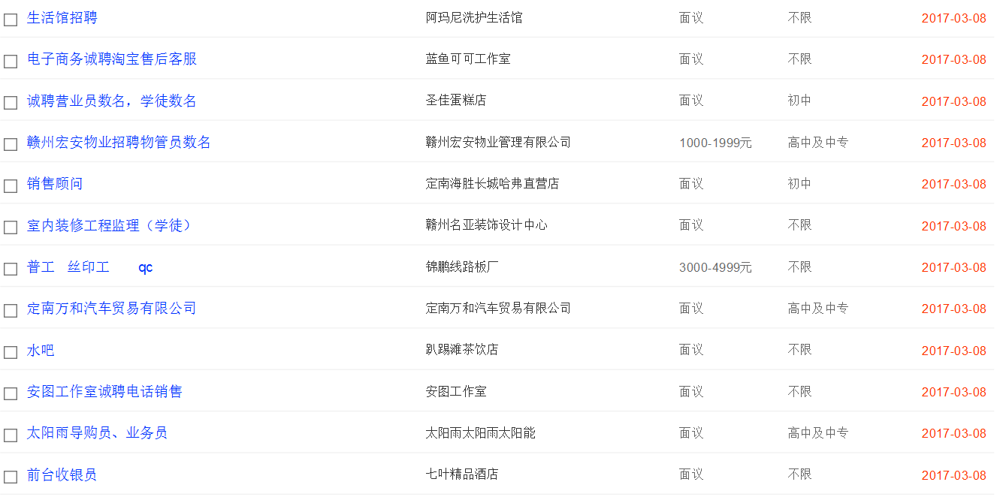 生活馆招聘 阿玛尼洗护生活馆 面议 不限 2017-03-08
电子商务诚聘淘宝售后客服 蓝鱼可可工作室 面议 不限 2017-03-08
诚聘营业员数名，学徒数名 圣佳蛋糕店 面议 初中 2017-03-08
赣州宏安物业招聘物管员数名 赣州宏安物业管理有限公司 1000-1999元 高中及中专 2017-03-08
销售顾问 定南海胜长城哈弗直营店 面议 初中 2017-03-08
室内装修工程监理（学徒） 赣州名亚装饰设计中心 面议 不限 2017-03-08
普工 丝印工 qc 锦鹏线路板厂 3000-4999元 不限 2017-03-08
定南万和汽车贸易有限公司 定南万和汽车贸易有限公司 面议 高中及中专 2017-03-08
水吧 趴踢滩茶饮店 面议 不限 2017-03-08
安图工作室诚聘电话销售 安图工作室 面议 不限 2017-03-08
太阳雨导购员、业务员 太阳雨太阳雨太阳能 面议 高中及中专 2017-03-08
前台收银员 七叶精品酒店 面议 不限 2017-03-08